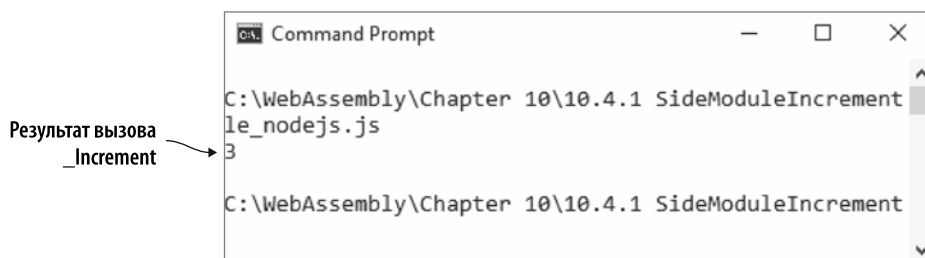 Command Prompt
C:\WebAssembly\Chapter 10\10.4.1 SideModuleIncrement
le_nodejs.js
Результат вызова
_Increment
3
C:\WebAssembly\Chapter 10\10.4.1 SideModuleIncrement